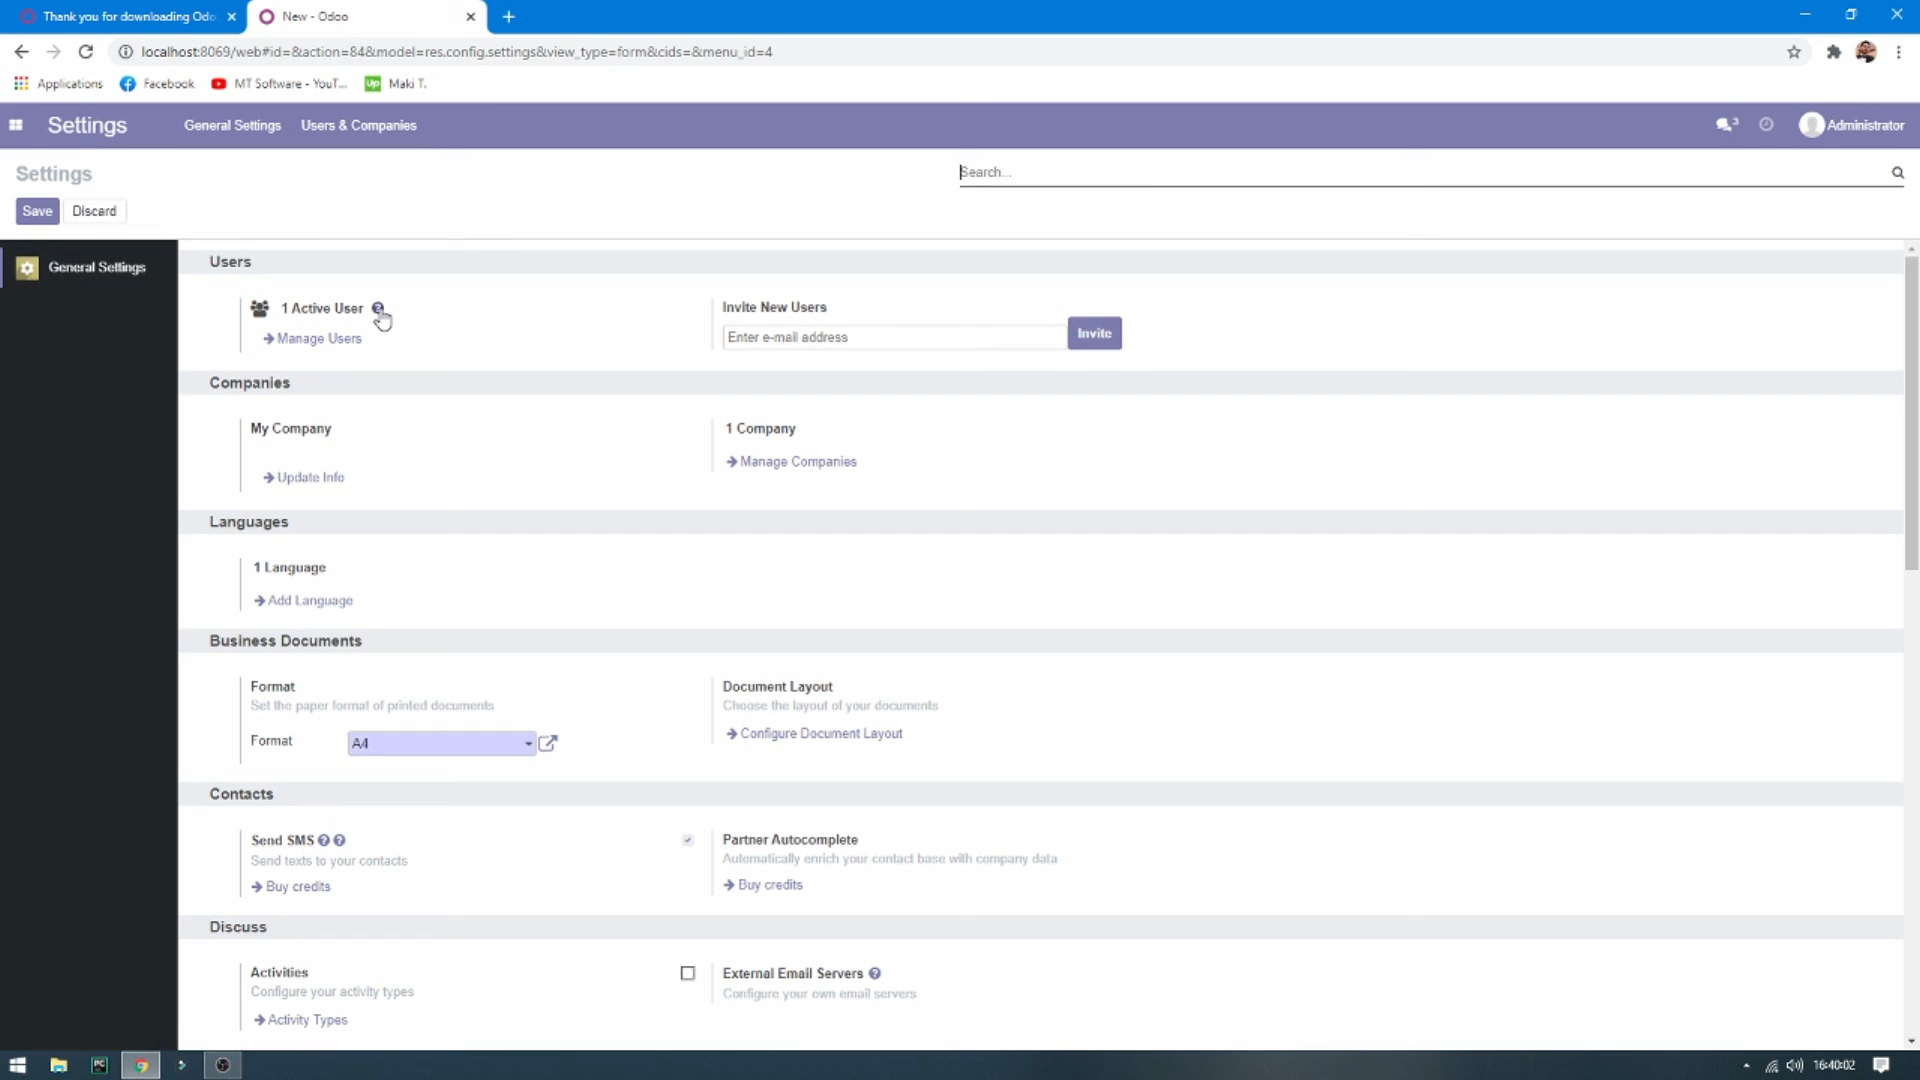 Thank you for downloading Odo
New - Odoo
localhost:8069/web#id=&action=84&model=res.config.settings&view_type=form&cids=&menu_id=4
Applications
Facebook
MT Software - YouT...
Up
Maki T.
Settings
General Settings
Users & Companies
3
Administrator
Settings
Search...
Save
Discard
General Settings
Users
1 Active User
Manage Users
Invite New Users
Enter e-mail address
Invite
Companies
My Company
Update Info
1 Company
Manage Companies
Languages
1 Language
Add Language
Business Documents
Format
Set the paper format of printed documents
Format
A4
Document Layout
Choose the layout of your documents
Configure Document Layout
Contacts
Send SMS
Send texts to your contacts
Buy credits
Partner Autocomplete
Automatically enrich your contact base with company data
Buy credits
Discuss
Activities
Configure your activity types
Activity Types
External Email Servers
Configure your own email servers
PC
16:40:02